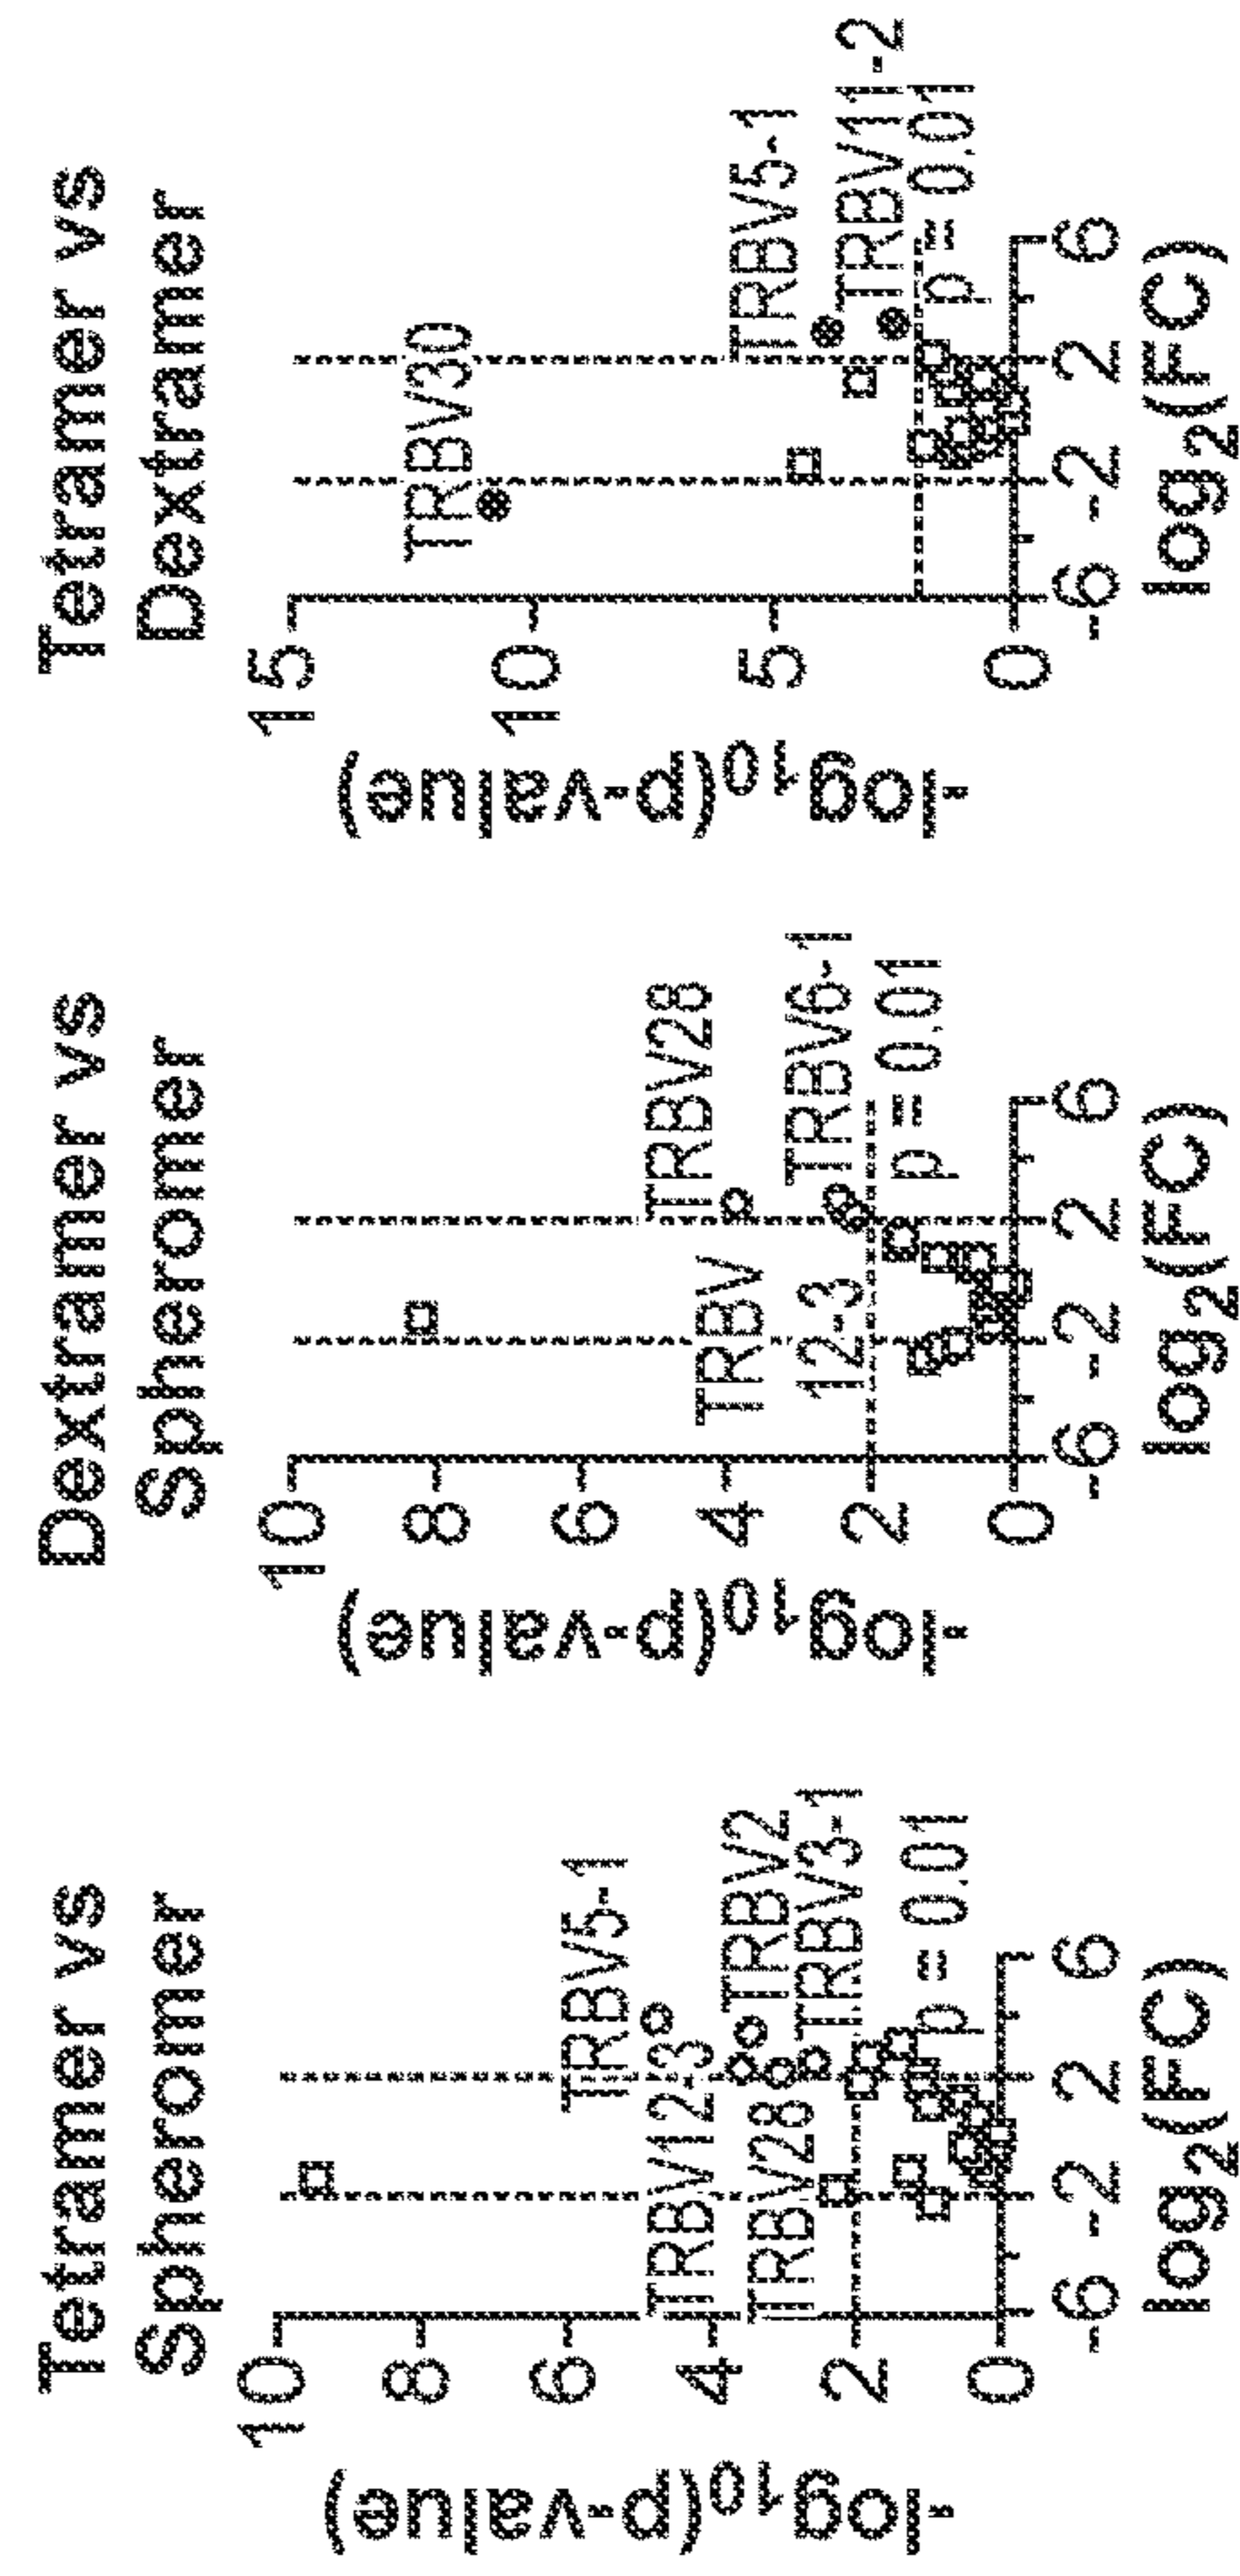 Tetramer vs
Spheromer
-log10(p-value)
10
8
6
4
2
0
TRBV5-1
TRBV12-3
TRBV2
TRBV28
TRBV3-1
p = 0.01
-6 -2 2 6
log2(FC)
Dextramer vs
Spheromer
-log10(p-value)
10
8
6
4
2
0
TRBV28
TRBV
12-3
TRBV6-1
p = 0.01
-6 -2 2 6
log2(FC)
Tetramer vs
Dextramer
-log10(p-value)
15
10
5
0
TRBV30
TRBV5-1
TRBV11-2
p = 0.01
-6 -2 2 6
log2(FC)